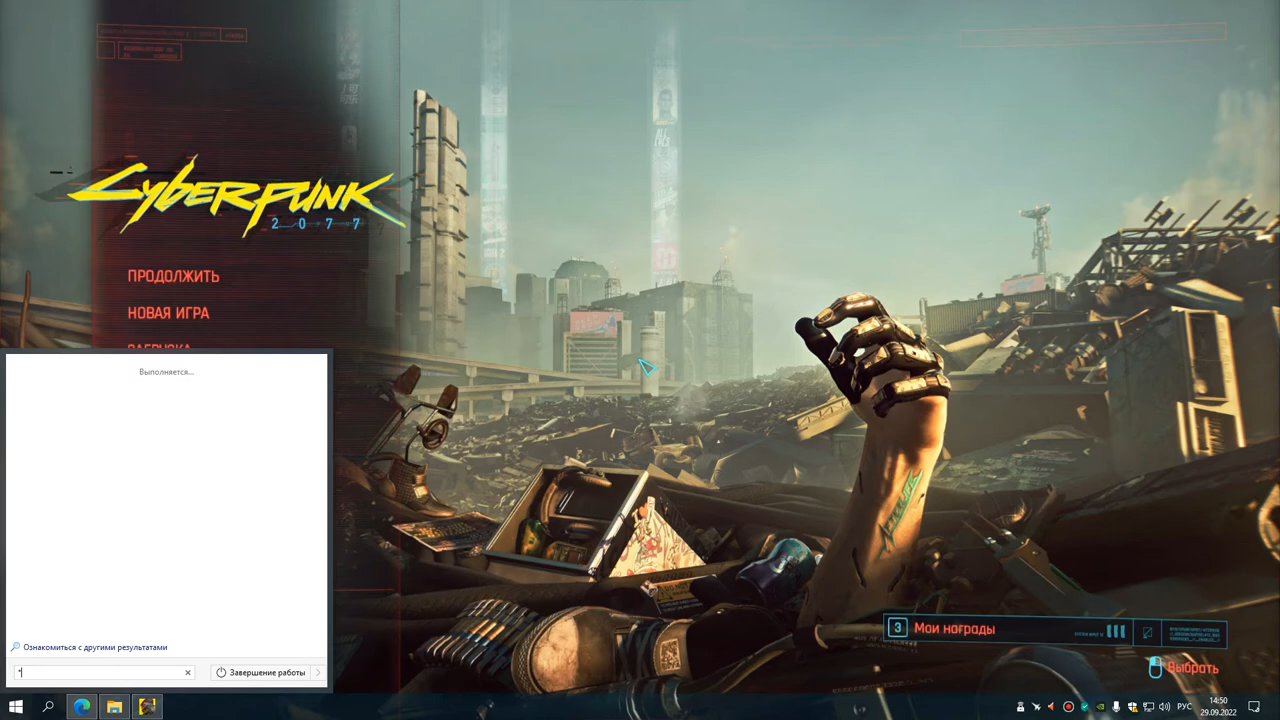 CYBERPUNK
2077
ПРОДОЛЖИТЬ
НОВАЯ ИГРА
ЗАГРУЗКА
Выполняется...
Ознакомиться с другими результатами
Завершение работы
3 Мои награды
Выбрать
РУС
14:50
29.09.2022